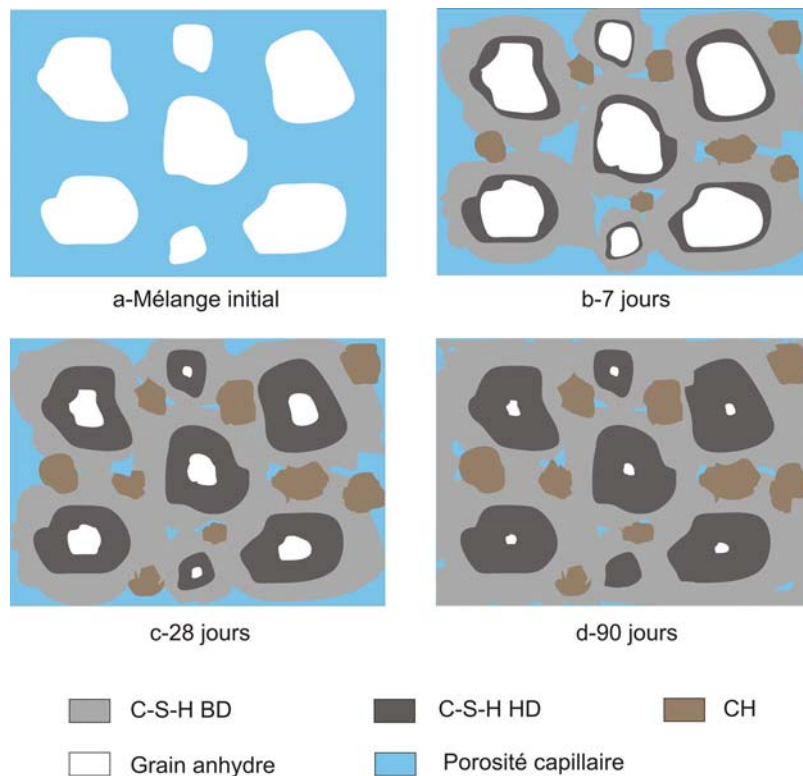 a-Mélange initial
b-7 jours
c-28 jours
d-90 jours
C-S-H BD
C-S-H HD
CH
Grain anhydre
Porosité capillaire